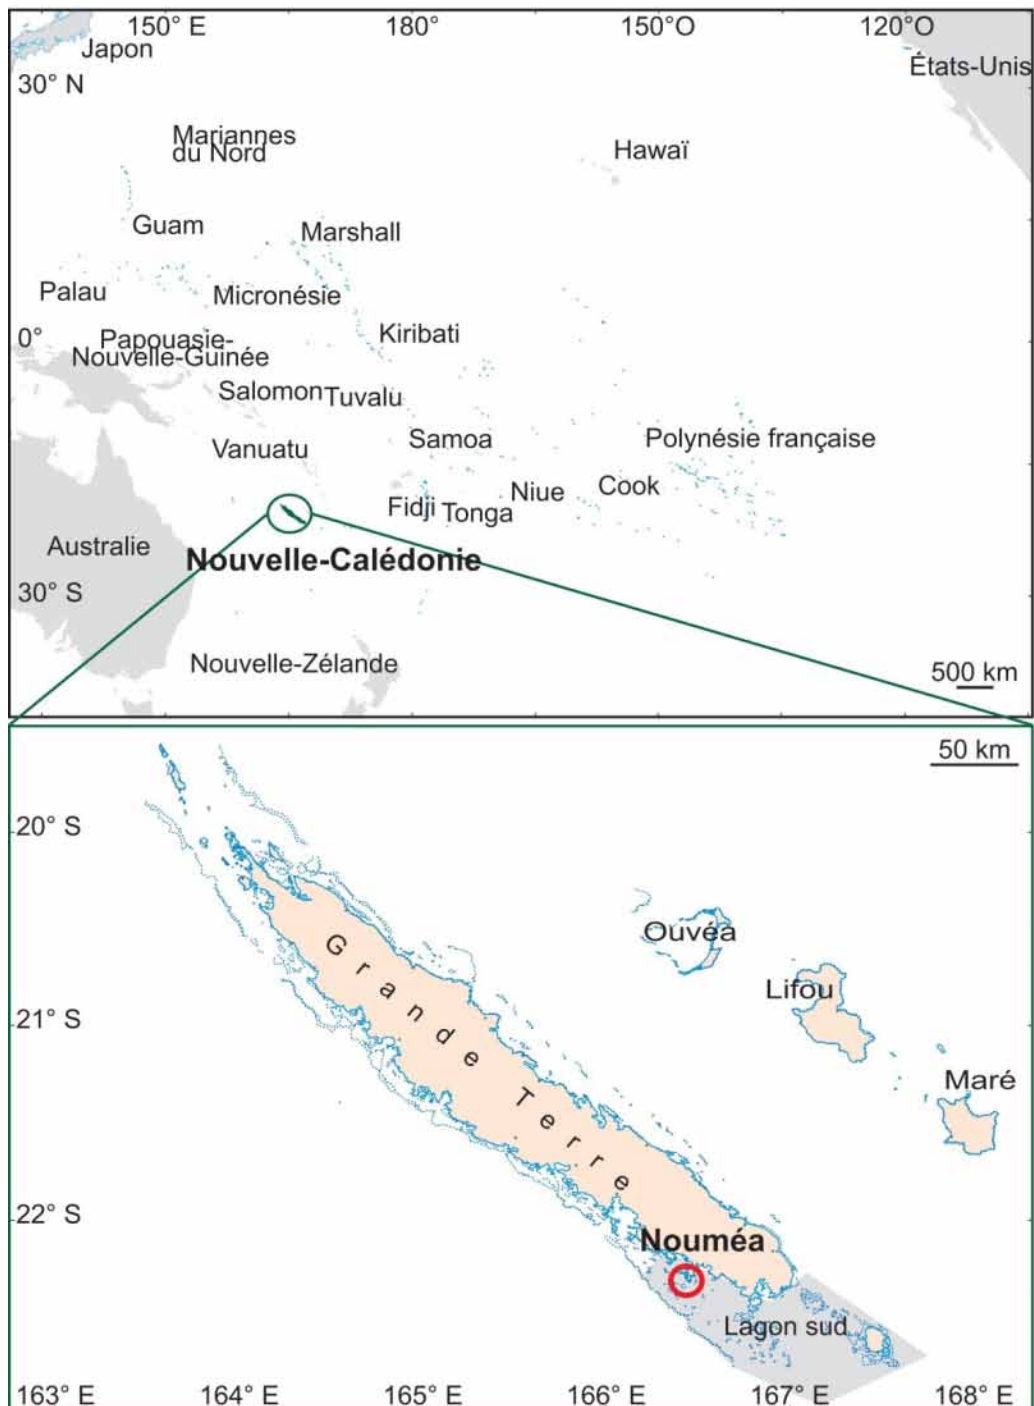 150° E
180°
150°O
120°O
Japon
États-Unis
30° N
Mariannes
du Nord
Hawaï
Guam
Marshall
Palau
Micronésie
0°
Papouasie-
Nouvelle-Guinée
Kiribati
Salomon
Tuvalu
Vanuatu
Samoa
Polynésie française
Fidji
Tonga
Niue
Cook
Australie
Nouvelle-Calédonie
30° S
Nouvelle-Zélande
500 km
50 km
20° S
Ouvéa
Grande Terre
Lifou
21° S
Maré
22° S
Nouméa
Lagon sud
163° E
164° E
165° E
166° E
167° E
168° E